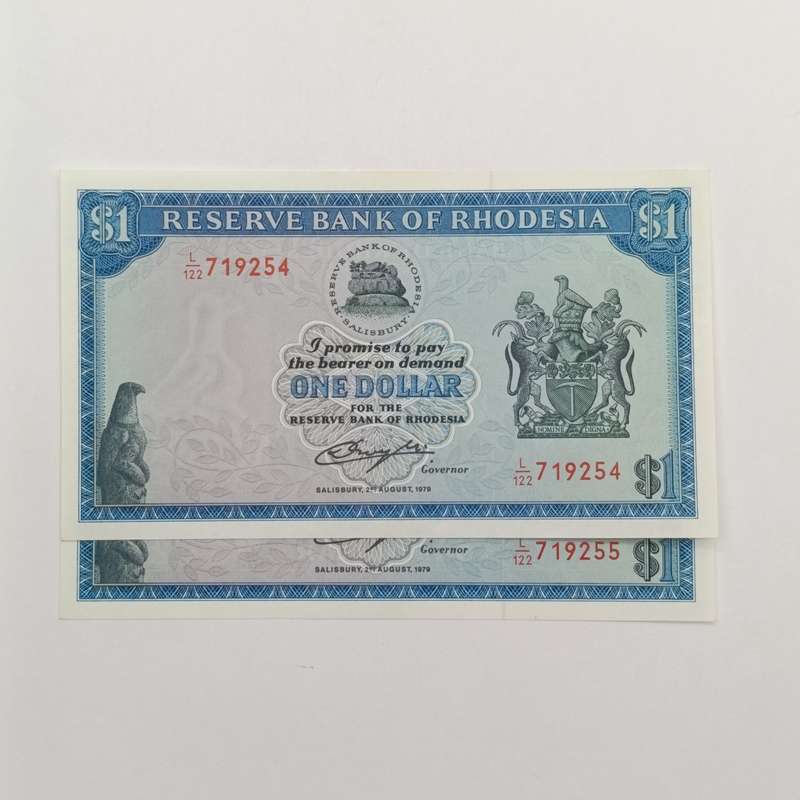 $1 RESERVE BANK OF RHODESIA $1
L/122 719254
RESERVE BANK OF RHODESIA
SALISBURY
I promise to pay
the bearer on demand
ONE DOLLAR
FOR THE
RESERVE BANK OF RHODESIA
Governor
SALISBURY, 2ND AUGUST, 1979
NOMINE DIGNA
L/122 719254 $1
Governor
SALISBURY, 2ND AUGUST, 1979
L/122 719255 $1